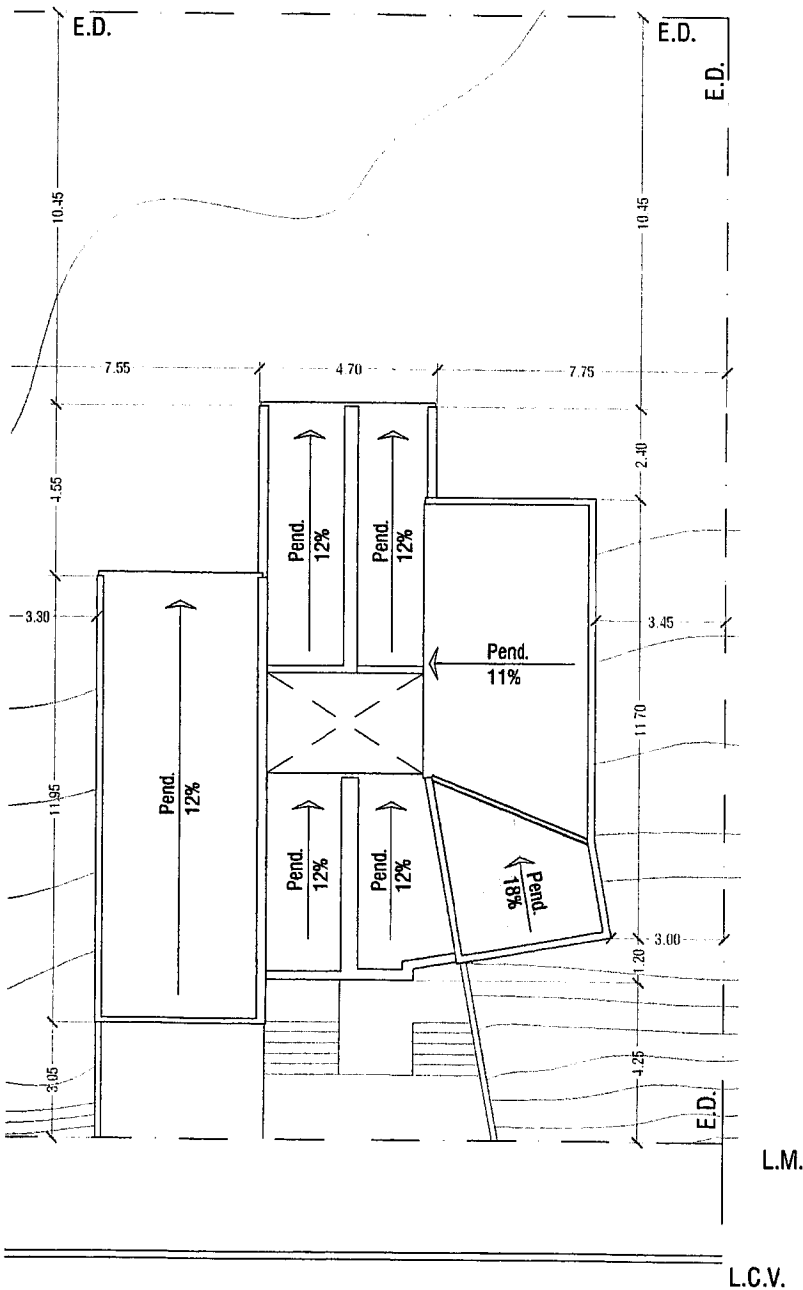 E.D.
E.D.
E.D.
10.45
10.45
7.55
4.70
7.75
4.55
2.40
Pend.
12%
Pend.
12%
3.30
3.45
Pend.
11%
11.70
11.95
Pend.
12%
Pend.
12%
Pend.
12%
Pend.
18%
3.00
1.20
3.05
4.25
E.D.
L.M.
L.C.V.